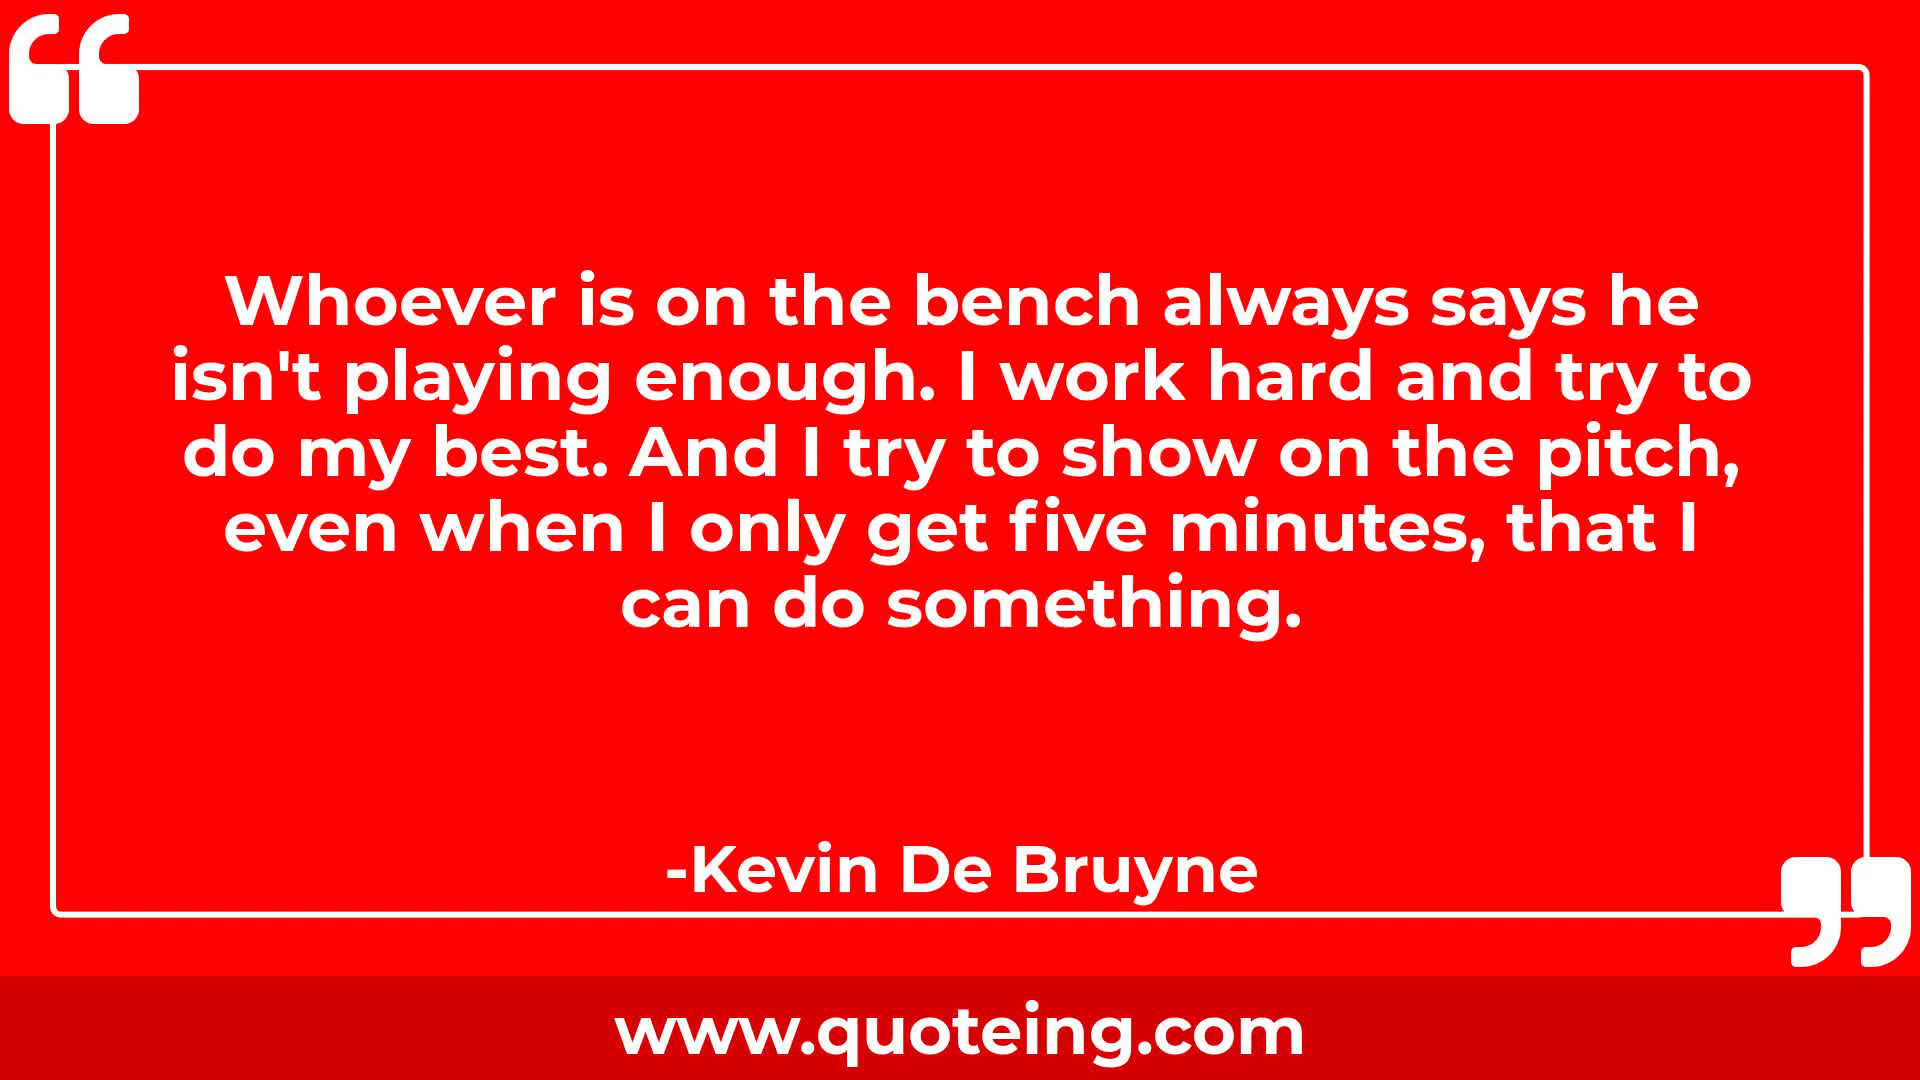 Whoever is on the bench always says he
isn't playing enough. I work hard and try to
do my best. And I try to show on the pitch,
even when I only get five minutes, that I
can do something.
-Kevin De Bruyne
www.quoteing.com